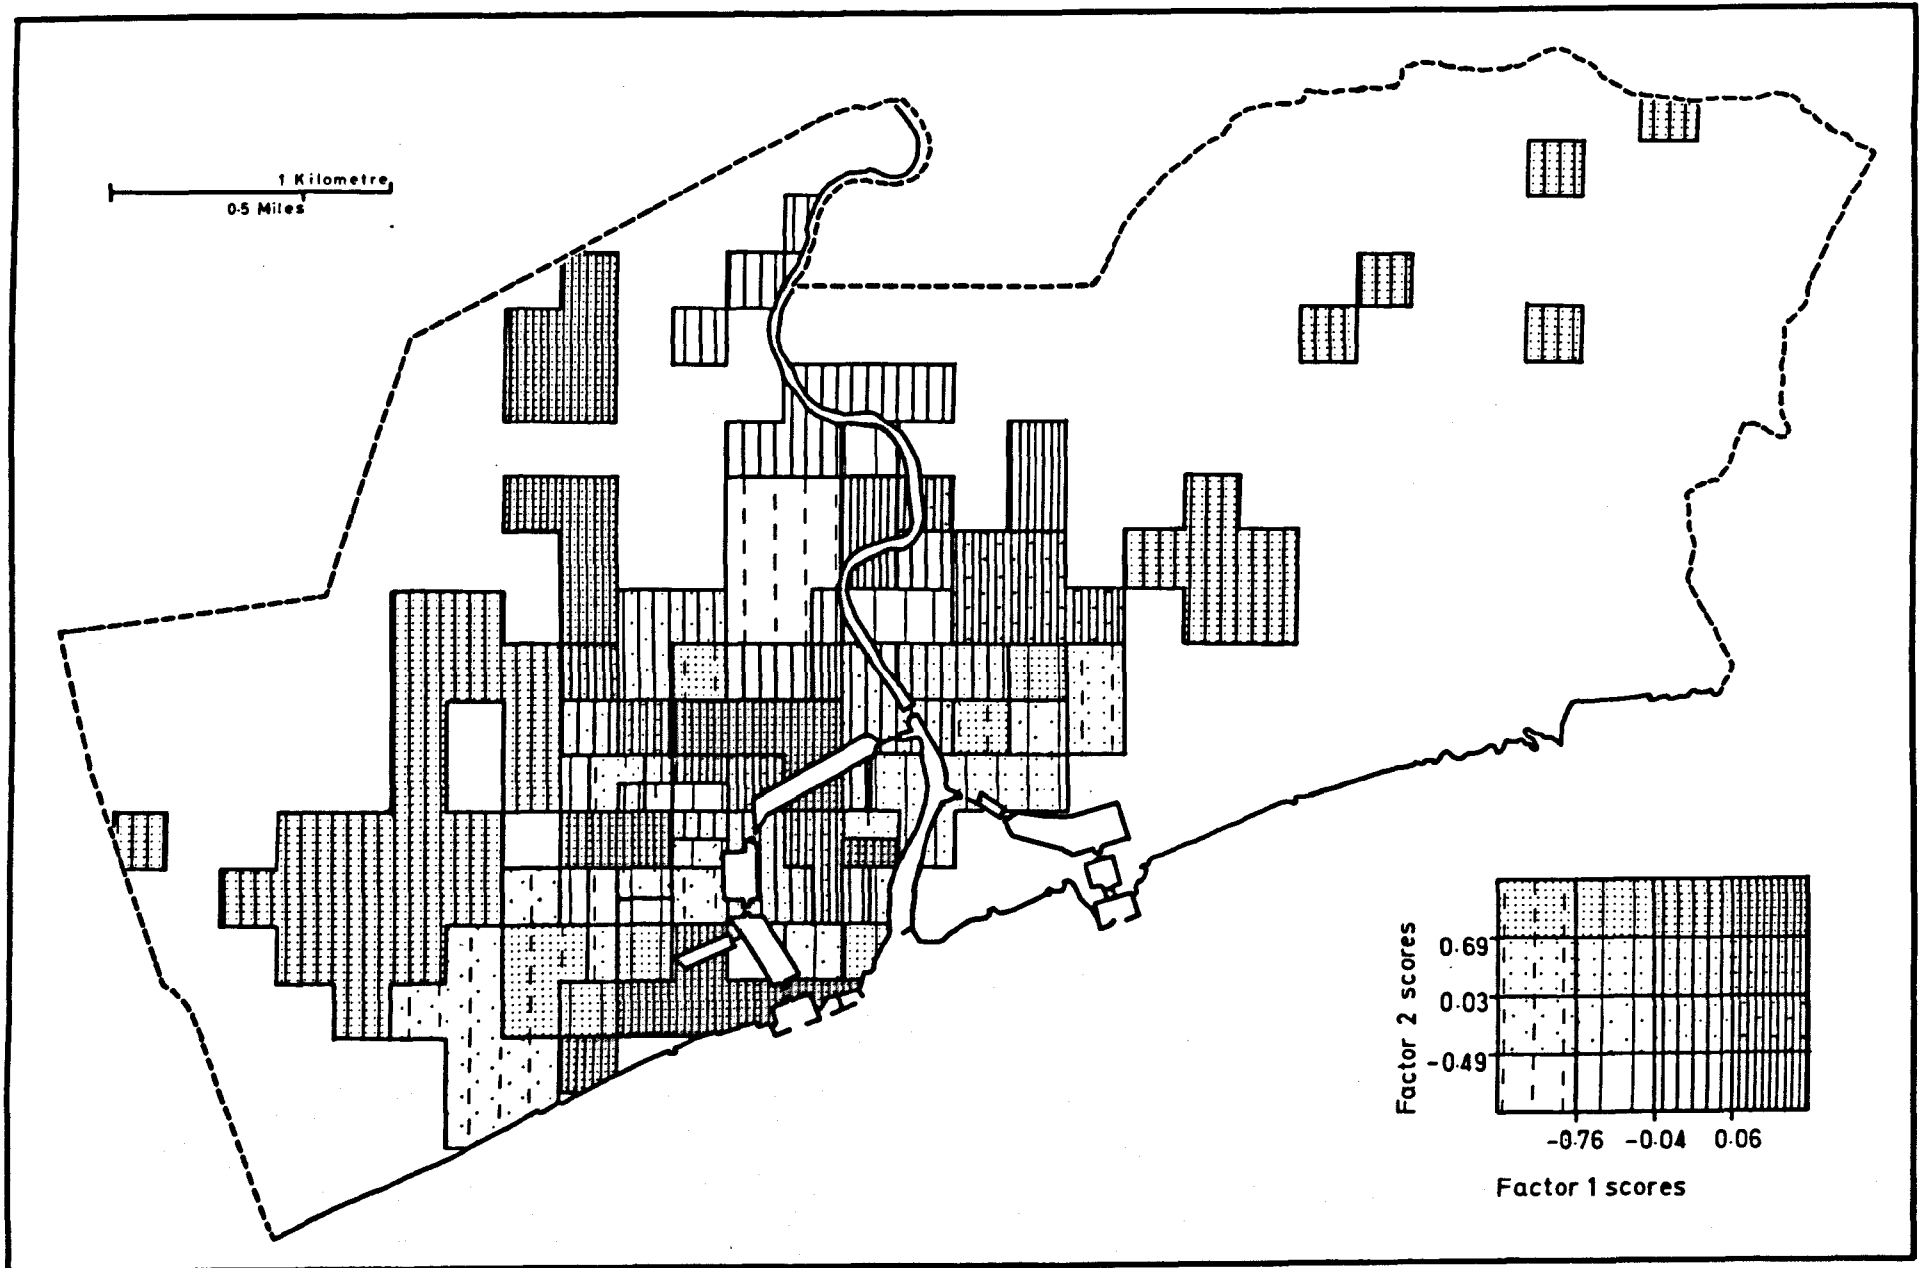 1 Kilometre
0·5 Miles
Factor 2 scores
0.69
0.03
-0.49
-0.76 -0.04 0.06
Factor 1 scores